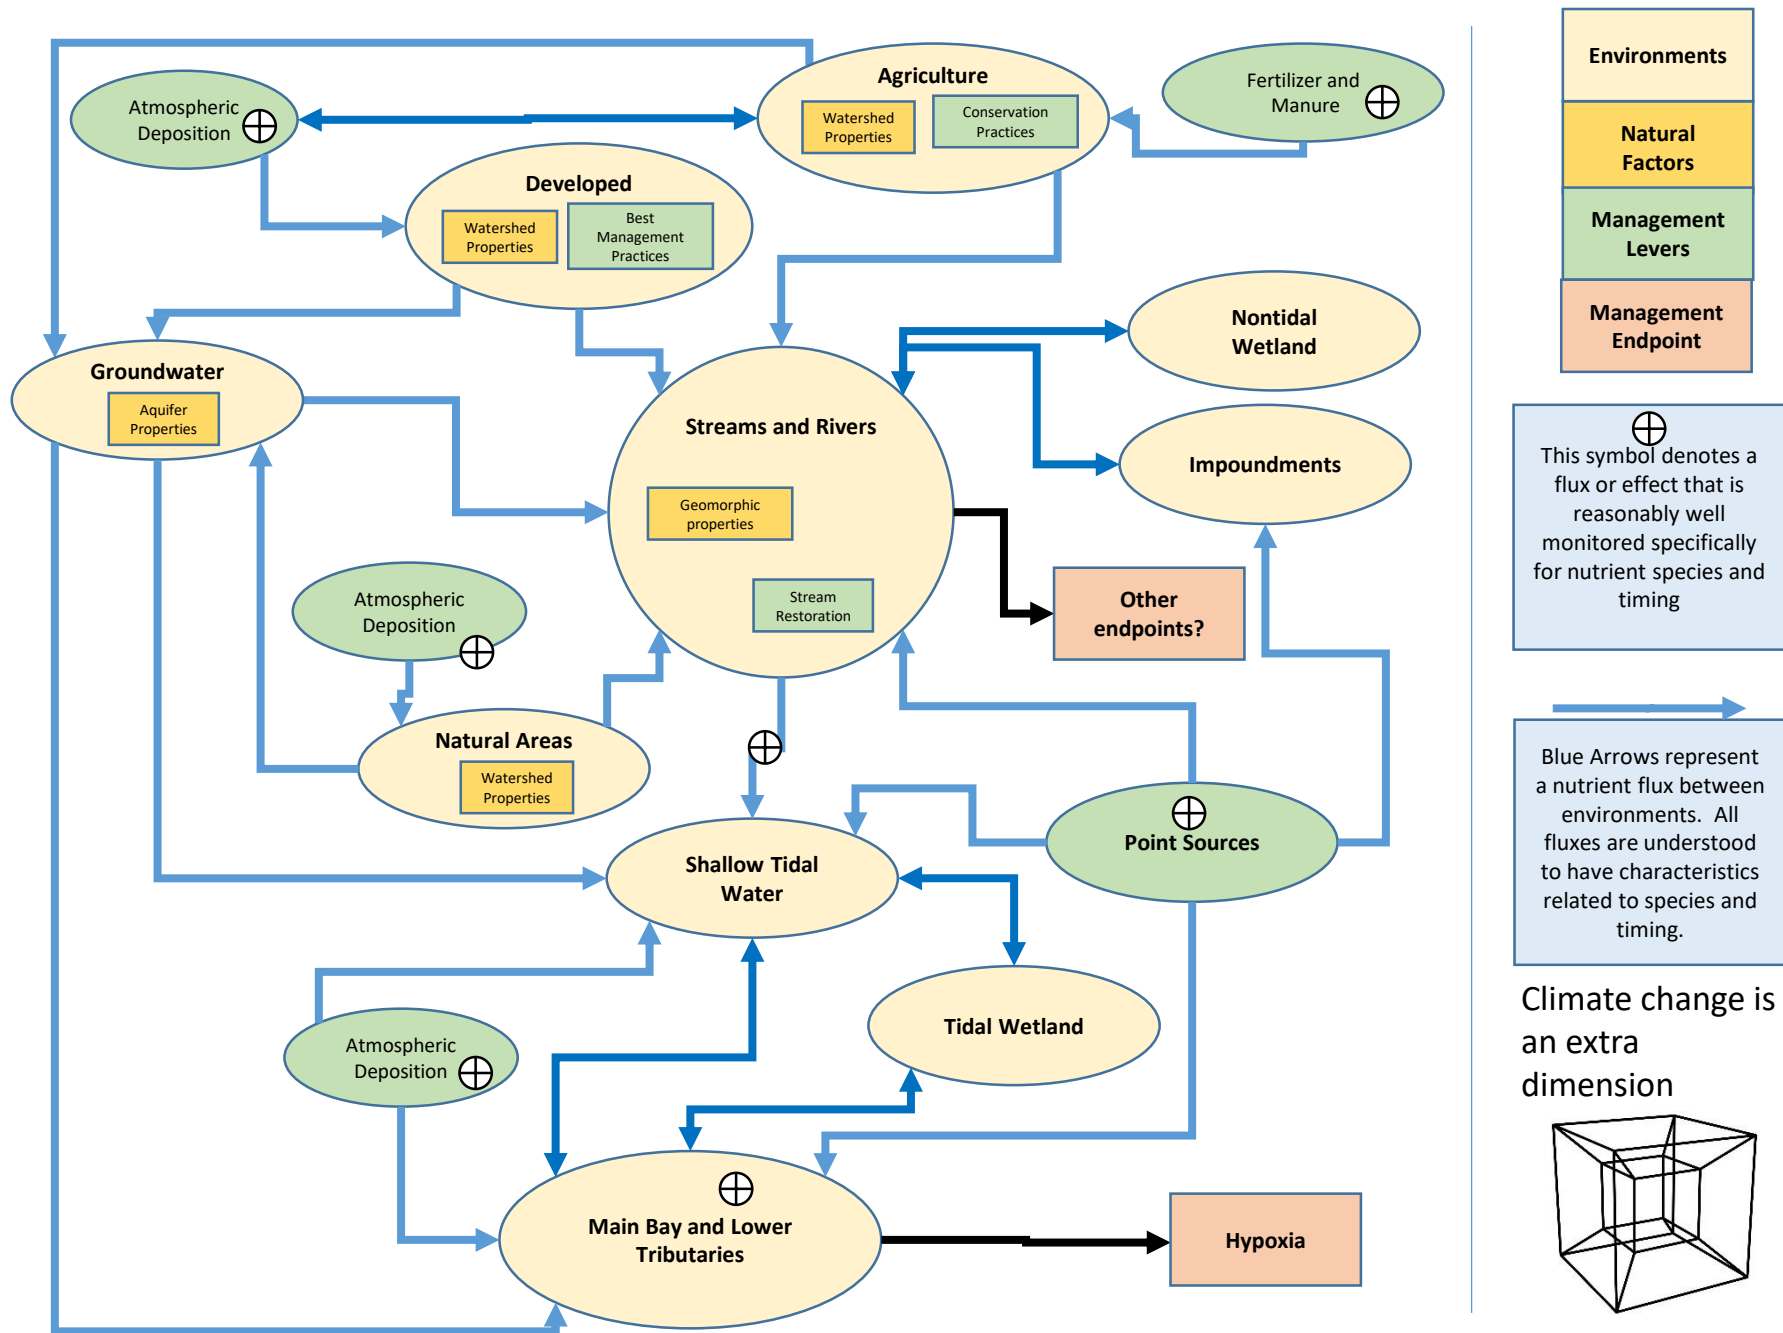 Agriculture
Watershed
Properties
Conservation
Practices
Fertilizer and
Manure
Atmospheric
Deposition
Developed
Watershed
Properties
Best
Management
Practices
Groundwater
Aquifer
Properties
Nontidal
Wetland
Streams and Rivers
Impoundments
Geomorphic
properties
Stream
Restoration
Other
endpoints?
Atmospheric
Deposition
Natural Areas
Watershed
Properties
Point Sources
Shallow Tidal
Water
Tidal Wetland
Atmospheric
Deposition
Main Bay and Lower
Tributaries
Hypoxia
Environments
Natural
Factors
Management
Levers
Management
Endpoint
This symbol denotes a
flux or effect that is
reasonably well
monitored specifically
for nutrient species and
timing
Blue Arrows represent
a nutrient flux between
environments. All
fluxes are understood
to have characteristics
related to species and
timing.
Climate change is
an extra
dimension